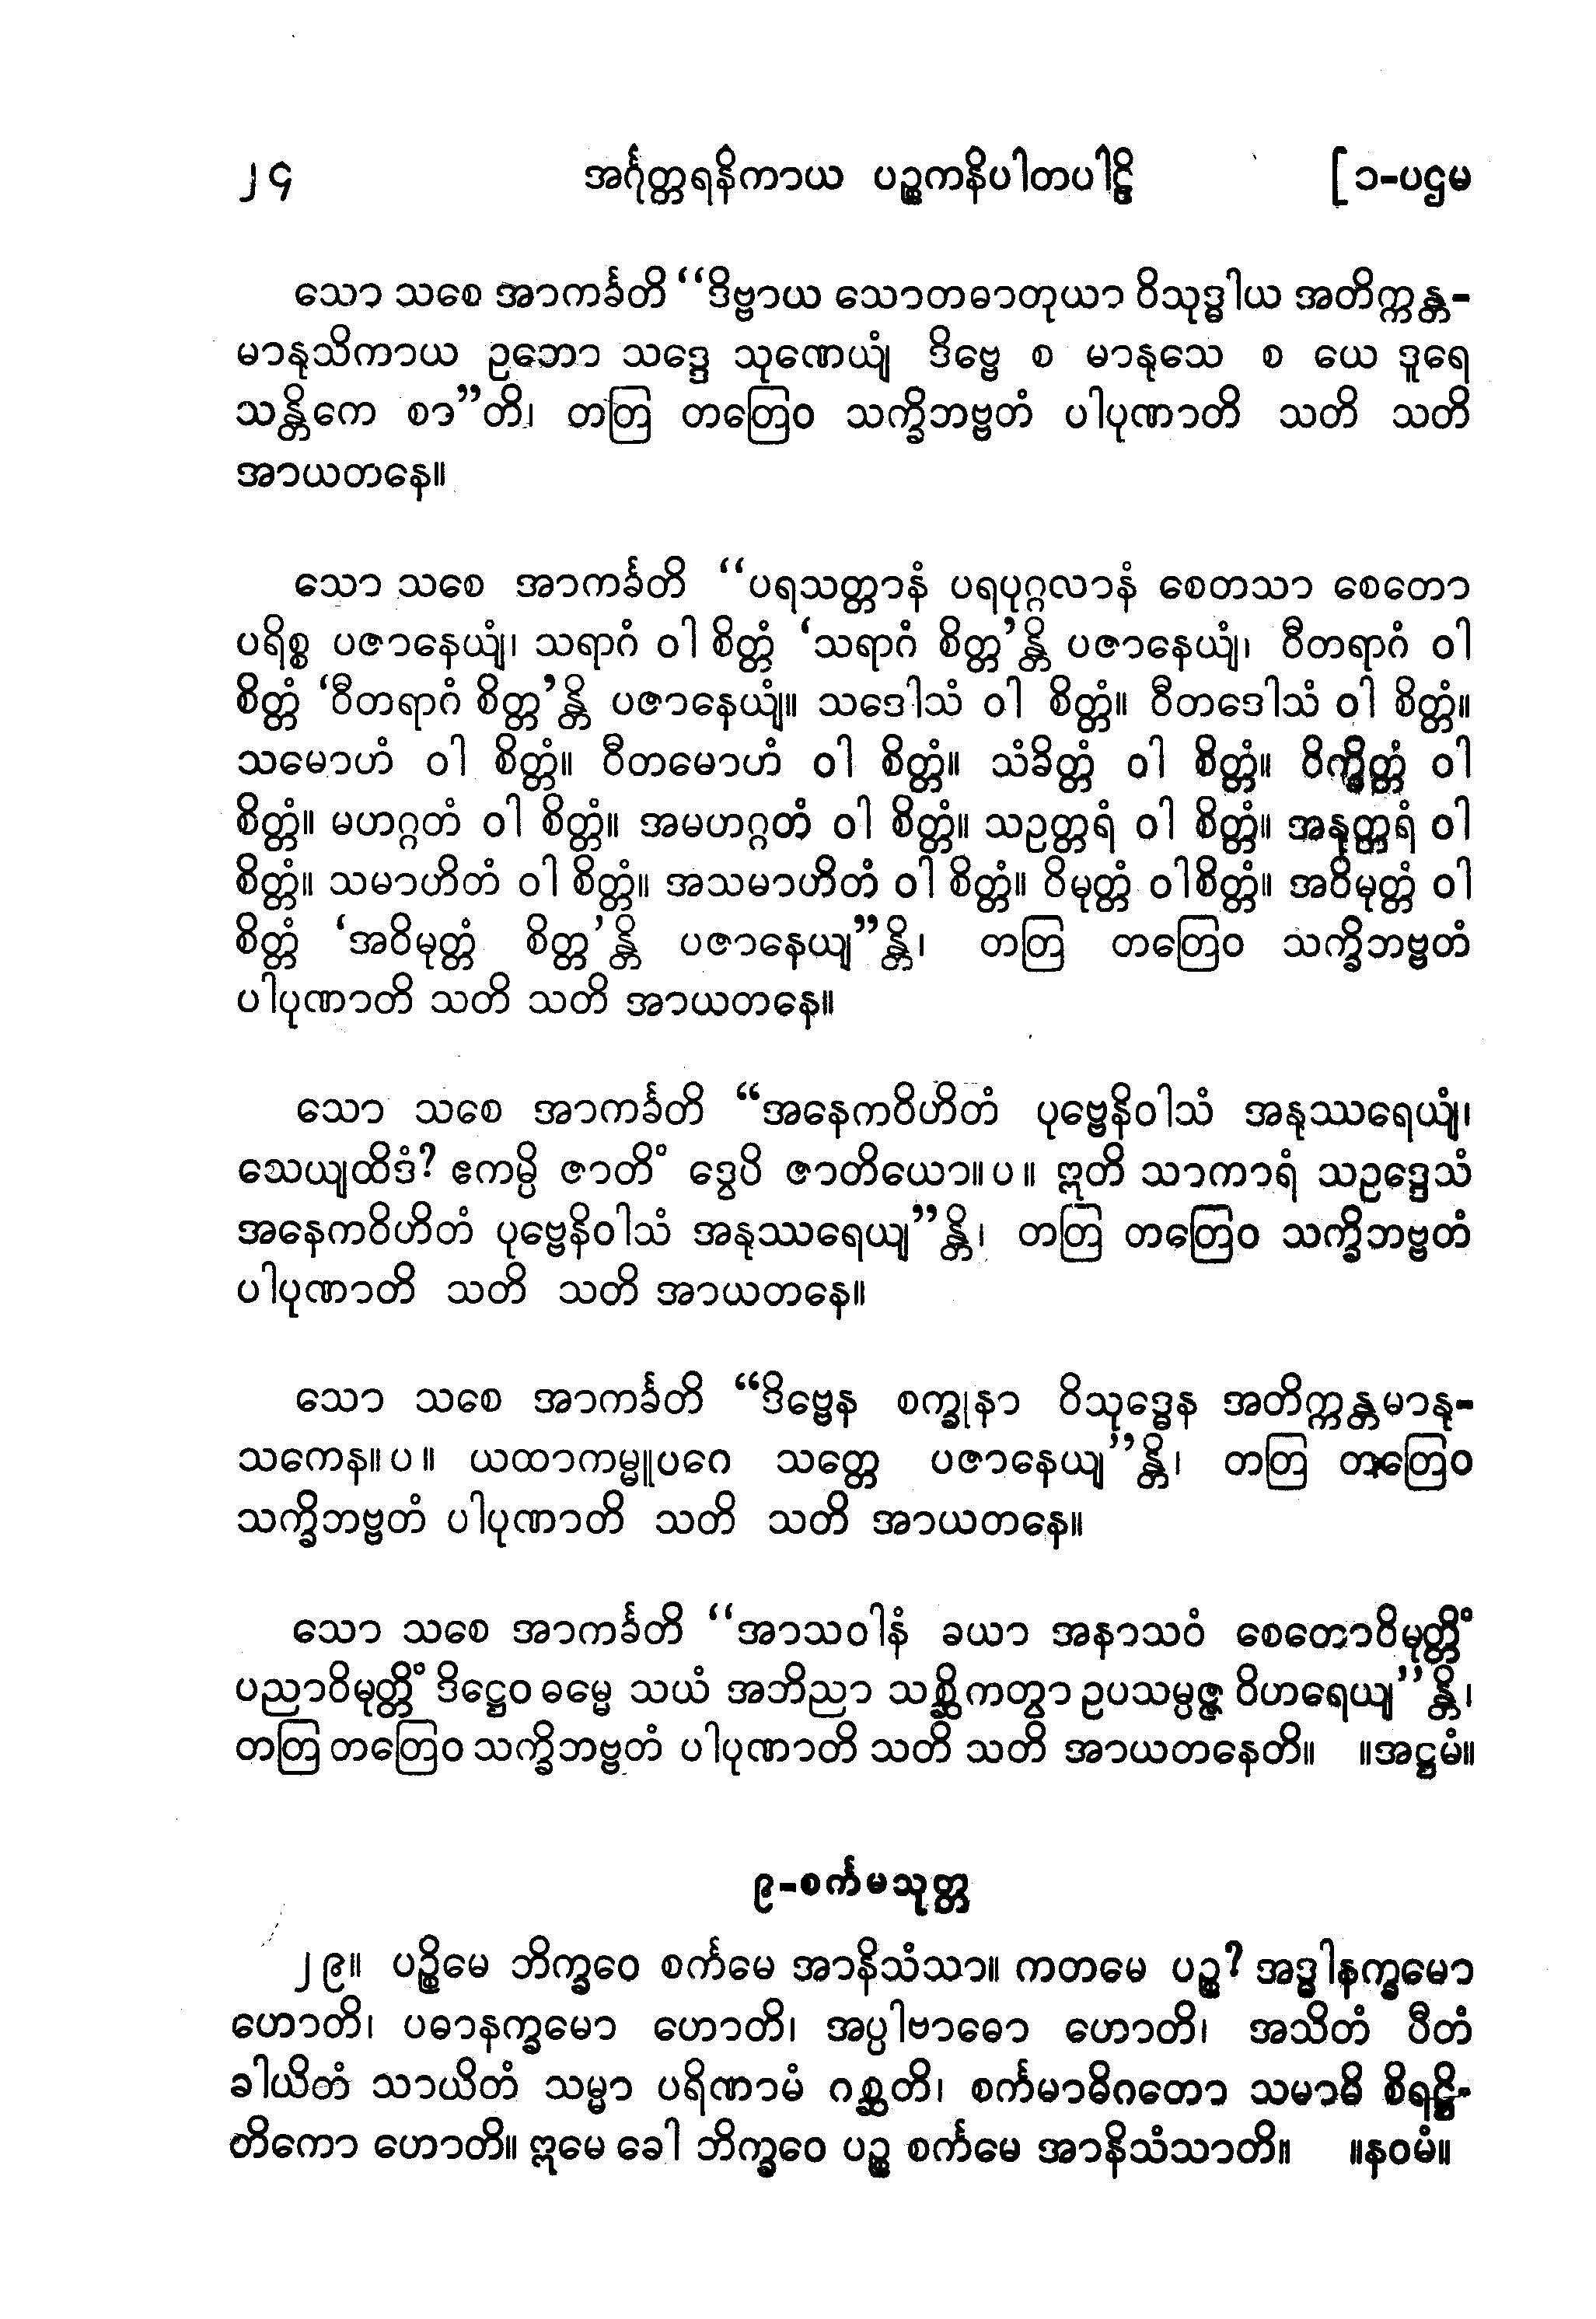 ၂၄ အင်္ဂုတ္တရနိကာယ ပဉ္စကနိပါတပါဠိ [၁-ပဌမ
သော သစေ အာကင်္ခတိ “ဒိဗ္ဗာယ သောတဓာတုယာ ဝိသုဒ္ဓါယ အတိက္ကန္တ-
မာနုသိကာယ ဥဘော သဒ္ဒေ သုဏေယျံ ဒိဗ္ဗေ စ မာနုသေ စ ယေ ဒူရေ
သန္တိကေ စာ”တိ၊ တတြ တတြေဝ သက္ခိဘဗ္ဗတံ ပါပုဏာတိ သတိ သတိ
အာယတနေ။
သော သစေ အာကင်္ခတိ “ပရသတ္တာနံ ပရပုဂ္ဂလာနံ စေတသာ စေတော
ပရိစ္စ ပဇာနေယျံ၊ သရာဂံ ဝါ စိတ္တံ ‘သရာဂံ စိတ္တ’န္တိ ပဇာနေယျံ၊ ဝီတရာဂံ ဝါ
စိတ္တံ ‘ဝီတရာဂံ စိတ္တ’န္တိ ပဇာနေယျံ။ သဒေါသံ ဝါ စိတ္တံ။ ဝီတဒေါသံ ဝါ စိတ္တံ။
သမောဟံ ဝါ စိတ္တံ။ ဝီတမောဟံ ဝါ စိတ္တံ။ သံခိတ္တံ ဝါ စိတ္တံ။ ဝိက္ခိတ္တံ ဝါ
စိတ္တံ။ မဟဂ္ဂတံ ဝါ စိတ္တံ။ အမဟဂ္ဂတံ ဝါ စိတ္တံ။ သဥတ္တရံ ဝါ စိတ္တံ။ အနုတ္တရံ ဝါ
စိတ္တံ။ သမာဟိတံ ဝါ စိတ္တံ။ အသမာဟိတံ ဝါ စိတ္တံ။ ဝိမုတ္တံ ဝါစိတ္တံ။ အဝိမုတ္တံ ဝါ
စိတ္တံ ‘အဝိမုတ္တံ စိတ္တ’န္တိ ပဇာနေယျ”န္တိ၊ တတြ တတြေဝ သက္ခိဘဗ္ဗတံ
ပါပုဏာတိ သတိ သတိ အာယတနေ။
သော သစေ အာကင်္ခတိ “အနေကဝိဟိတံ ပုဗ္ဗေနိဝါသံ အနုဿရေယျံ၊
သေယျထိဒံ? ဧကမ္ပိ ဇာတိံ ဒွေပိ ဇာတိယော။ပ။ ဣတိ သာကာရံ သဥဒ္ဒေသံ
အနေကဝိဟိတံ ပုဗ္ဗေနိဝါသံ အနုဿရေယျ”န္တိ၊ တတြ တတြေဝ သက္ခိဘဗ္ဗတံ
ပါပုဏာတိ သတိ သတိ အာယတနေ။
သော သစေ အာကင်္ခတိ “ဒိဗ္ဗေန စက္ခုနာ ဝိသုဒ္ဓေန အတိက္ကန္တမာနု-
သကေန။ပ။ ယထာကမ္မူပဂေ သတ္တေ ပဇာနေယျ”န္တိ၊ တတြ တတြေဝ
သက္ခိဘဗ္ဗတံ ပါပုဏာတိ သတိ သတိ အာယတနေ။
သော သစေ အာကင်္ခတိ “အာသဝါနံ ခယာ အနာသဝံ စေတောဝိမုတ္တိံ
ပညာဝိမုတ္တိံ ဒိဋ္ဌေဝ ဓမ္မေ သယံ အဘိညာ သစ္ဆိကတွာ ဥပသမ္ပဇ္ဇ ဝိဟရေယျ”န္တိ၊
တတြ တတြေဝ သက္ခိဘဗ္ဗတံ ပါပုဏာတိ သတိ သတိ အာယတနေတိ။ ။အဋ္ဌမံ။
၉-စင်္ကမသုတ္တ
၂၉။ ပဉ္စိမေ ဘိက္ခဝေ စင်္ကမေ အာနိသံသာ။ ကတမေ ပဉ္စ? အဒ္ဓါနက္ခမော
ဟောတိ၊ ပဓာနက္ခမော ဟောတိ၊ အပ္ပါဗာဓော ဟောတိ၊ အသိတံ ပီတံ
ခါယိတံ သာယိတံ သမ္မာ ပရိဏာမံ ဂစ္ဆတိ၊ စင်္ကမာဓိဂတော သမာဓိ စိရဋ္ဌိ-
တိကော ဟောတိ။ ဣမေ ခေါ ဘိက္ခဝေ ပဉ္စ စင်္ကမေ အာနိသံသာတိ။ ။နဝမံ။